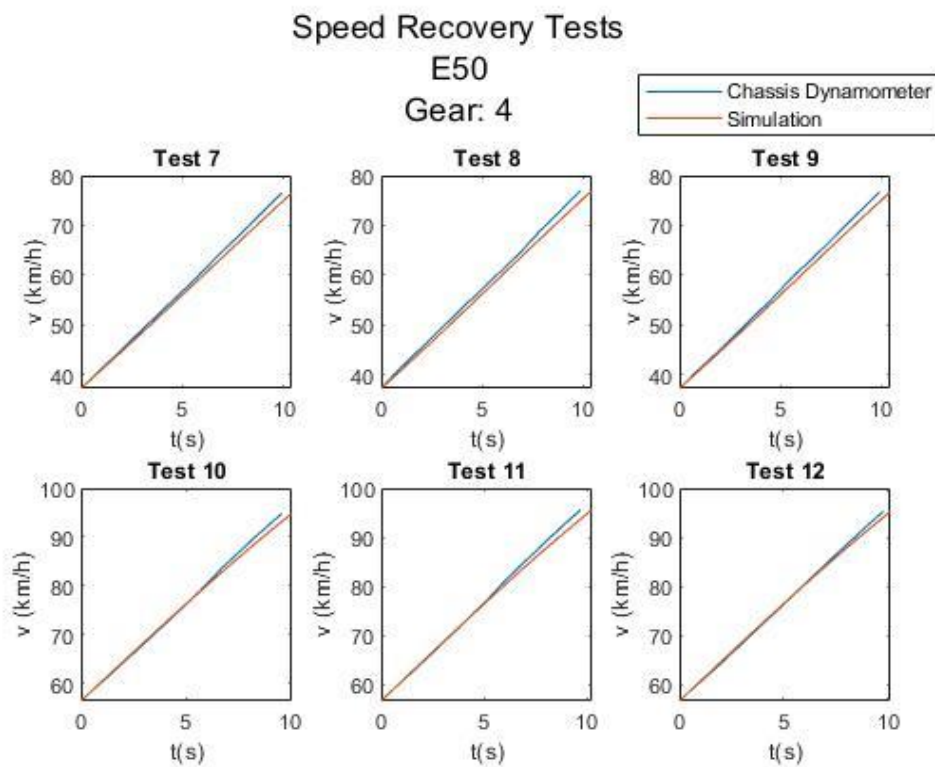 Speed Recovery Tests
E50
Gear: 4
Chassis Dynamometer
Simulation
Test 7
80
70
60
50
40
v (km/h)
0 5 10
t(s)
Test 8
80
70
60
50
40
v (km/h)
0 5 10
t(s)
Test 9
80
70
60
50
40
v (km/h)
0 5 10
t(s)
Test 10
100
90
80
70
60
v (km/h)
0 5 10
t(s)
Test 11
100
90
80
70
60
v (km/h)
0 5 10
t(s)
Test 12
100
90
80
70
60
v (km/h)
0 5 10
t(s)